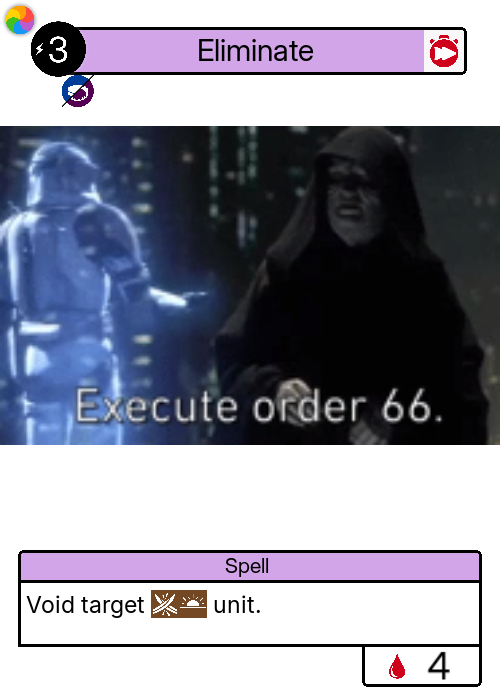 3
Eliminate
Execute order 66.
Spell
Void target unit.
4